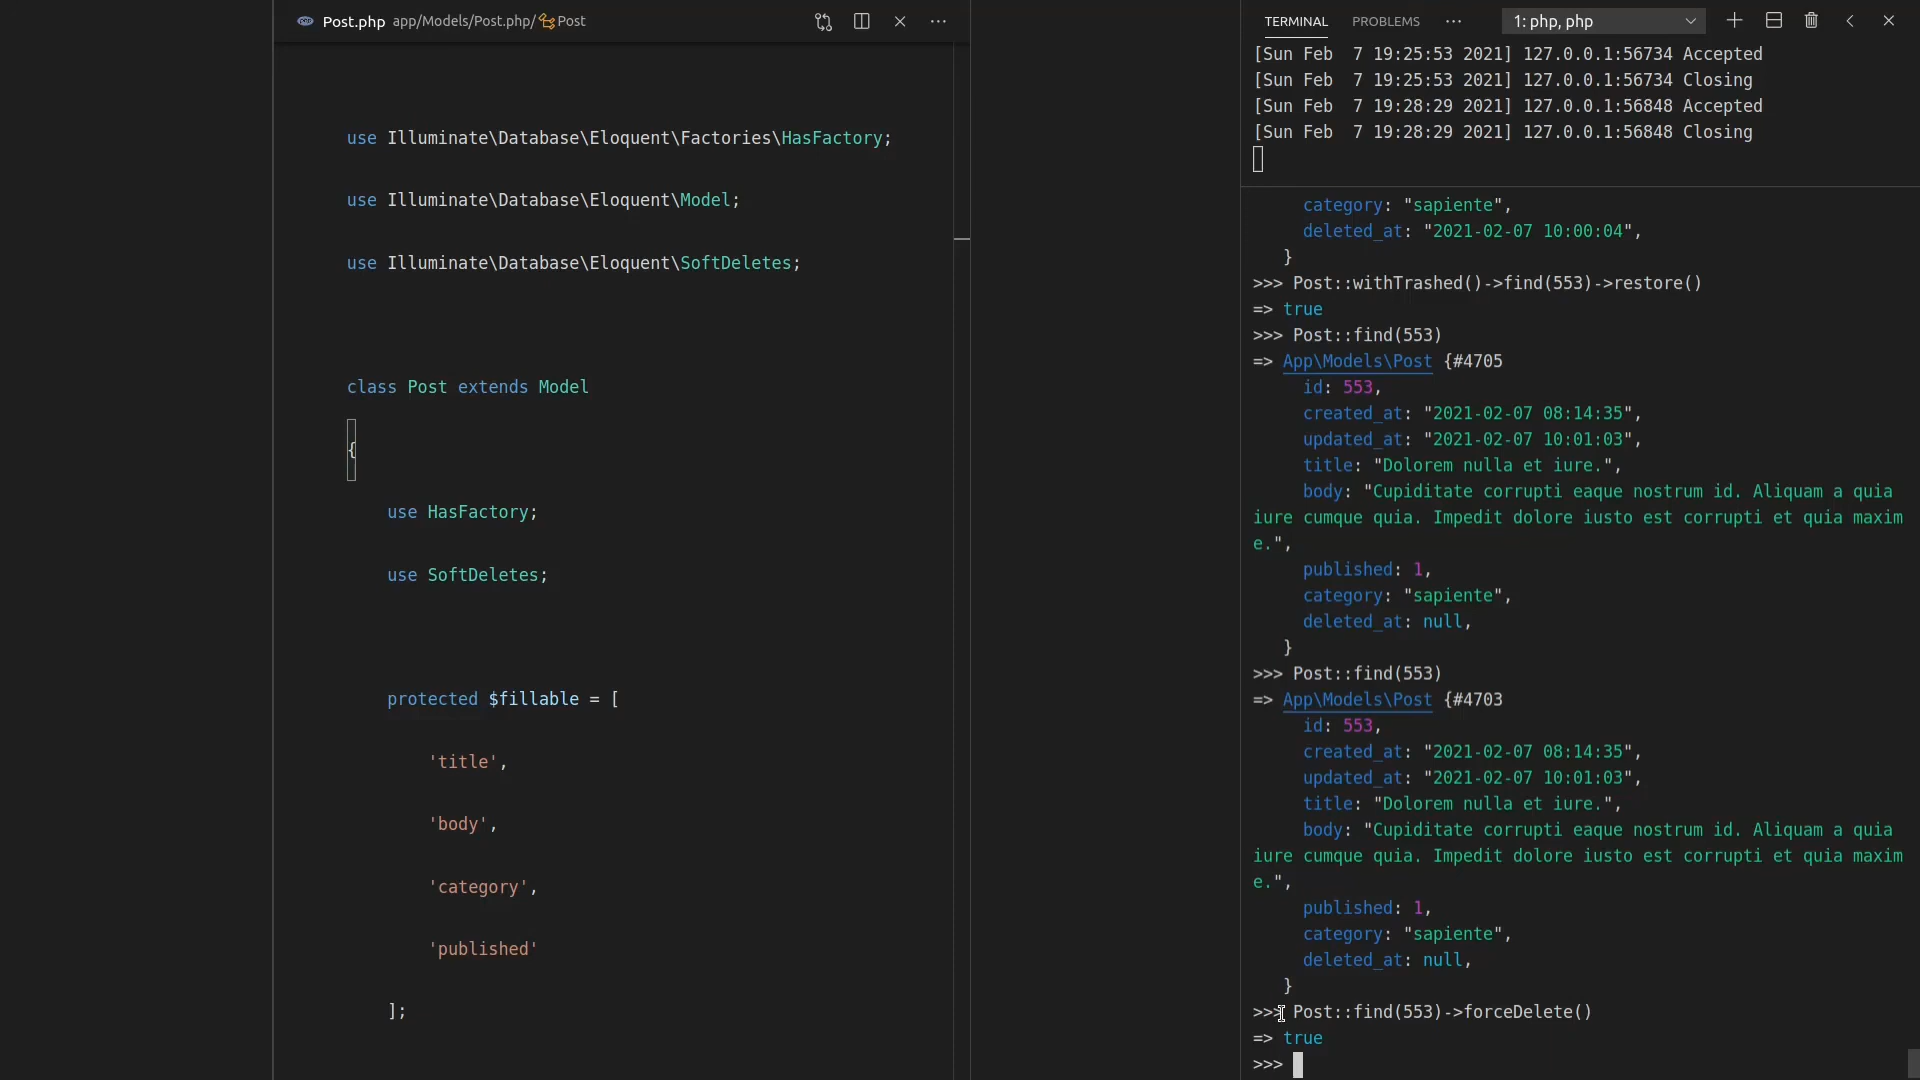 Post.php app/Models/Post.php/ Post
use Illuminate\Database\Eloquent\Factories\HasFactory;
use Illuminate\Database\Eloquent\Model;
use Illuminate\Database\Eloquent\SoftDeletes;
class Post extends Model
{
use HasFactory;
use SoftDeletes;
protected $fillable = [
'title',
'body',
'category',
'published'
];
TERMINAL PROBLEMS ... 1: php, php
[Sun Feb  7 19:25:53 2021] 127.0.0.1:56734 Accepted
[Sun Feb  7 19:25:53 2021] 127.0.0.1:56734 Closing
[Sun Feb  7 19:28:29 2021] 127.0.0.1:56848 Accepted
[Sun Feb  7 19:28:29 2021] 127.0.0.1:56848 Closing
category: "sapiente",
deleted_at: "2021-02-07 10:00:04",
}
>>> Post::withTrashed()->find(553)->restore()
=> true
>>> Post::find(553)
=> App\Models\Post {#4705
id: 553,
created_at: "2021-02-07 08:14:35",
updated_at: "2021-02-07 10:01:03",
title: "Dolorem nulla et iure.",
body: "Cupiditate corrupti eaque nostrum id. Aliquam a quia
iure cumque quia. Impedit dolore iusto est corrupti et quia maxim
e.",
published: 1,
category: "sapiente",
deleted_at: null,
}
>>> Post::find(553)
=> App\Models\Post {#4703
id: 553,
created_at: "2021-02-07 08:14:35",
updated_at: "2021-02-07 10:01:03",
title: "Dolorem nulla et iure.",
body: "Cupiditate corrupti eaque nostrum id. Aliquam a quia
iure cumque quia. Impedit dolore iusto est corrupti et quia maxim
e.",
published: 1,
category: "sapiente",
deleted_at: null,
}
>>> Post::find(553)->forceDelete()
=> true
>>>